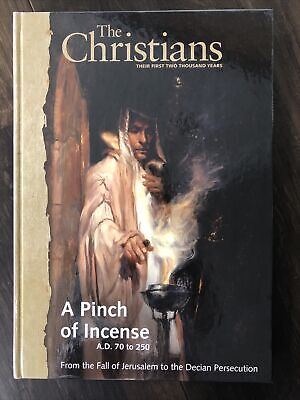 The
Christians
THEIR FIRST TWO THOUSAND YEARS
A Pinch
of Incense
A.D. 70 to 250
From the Fall of Jerusalem to the Decian Persecution